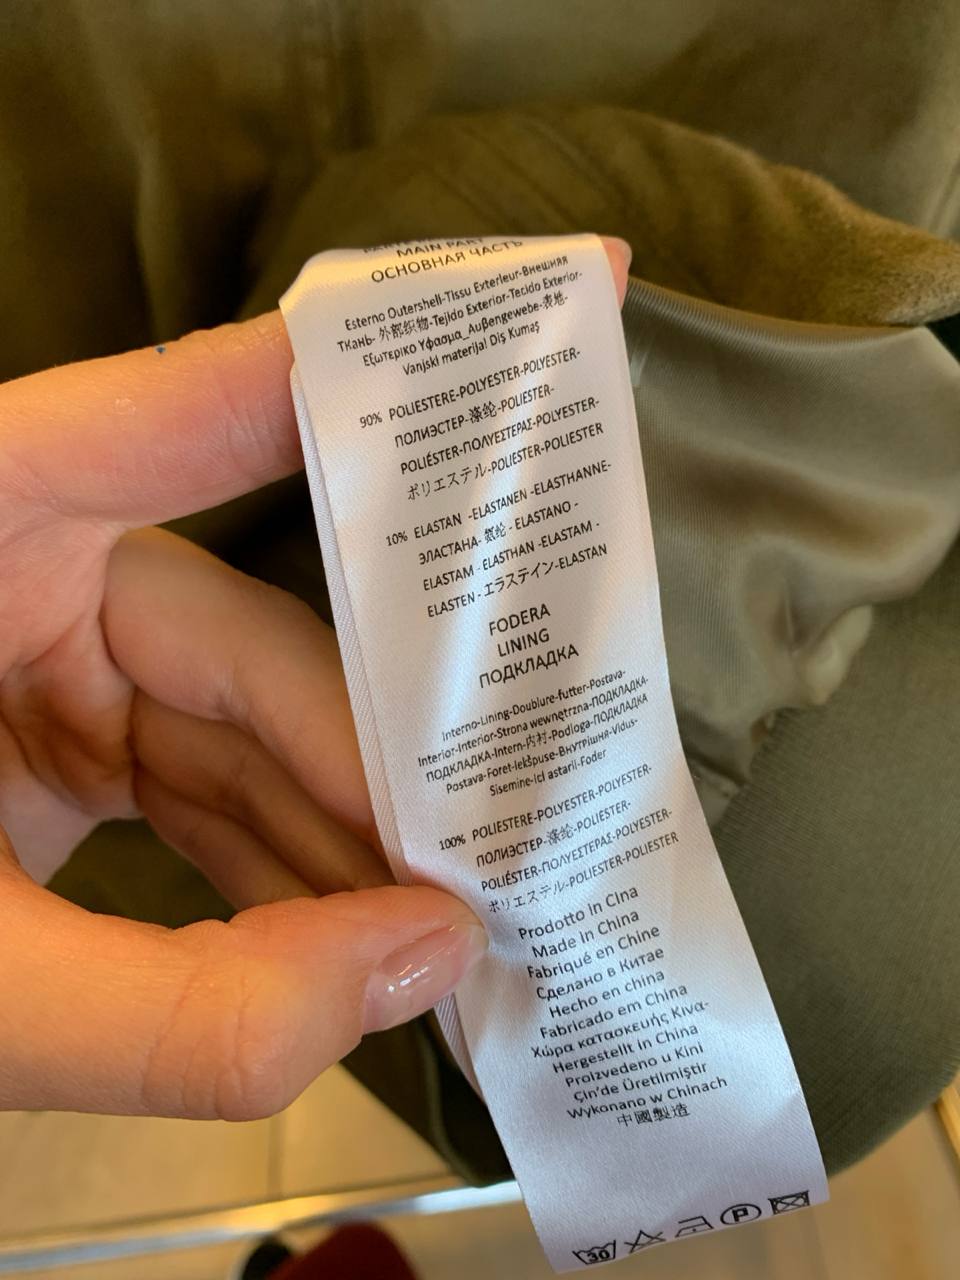 MAIN PART
ОСНОВНАЯ ЧАСТЬ
Esterno Outershell-Tissu Exterieur-Внешняя
Ткань- 外部织物-Tejido Exterior-Tecido Exterior-
Εξωτερικο Υφασμα_Außengewebe-表地-
Vanjski materijal Diş Kumaş
90% POLIESTERE-POLYESTER-POLYESTER-
ПОЛИЭСТЕР-涤纶-POLIESTER-
POLIÉSTER-ΠΟΛΥΕΣΤΕΡΑΣ-POLYESTER-
ポリエステル-POLIESTER-POLIESTER
10% ELASTAN -ELASTANEN -ELASTHANNE-
ЭЛАСТАНА- 氨纶 - ELASTANO -
ELASTAM - ELASTHAN -ELASTAM -
ELASTEN - エラステイン-ELASTAN
FODERA
LINING
ПОДКЛАДКА
Interno-Lining-Doublure-futter-Postava-
Interior-Interior-Strona wewnętrzna-ПОДКЛАДКА-
ПОДКЛАДКА-Intern-内衬-Podloga-ПОДКЛАДКА
Postava-Foret-Iekšpuse-Внутрішня-Vidus-
Sisemine-Ici astarii-Foder
100% POLIESTERE-POLYESTER-POLYESTER-
ПОЛИЭСТЕР-涤纶-POLIESTER-
POLIÉSTER-ΠΟΛΥΕΣΤΕΡΑΣ-POLYESTER-
ポリエステル-POLIESTER-POLIESTER
Prodotto in Cina
Made in China
Fabriqué en Chine
Сделано в Китае
Hecho en china
Fabricado em China
Χώρα κατασκευής Κινα-
Hergestellt in China
Proizvedeno u Kini
Çin'de Üretilmiştir
Wykonano w Chinach
中國製造
30 P